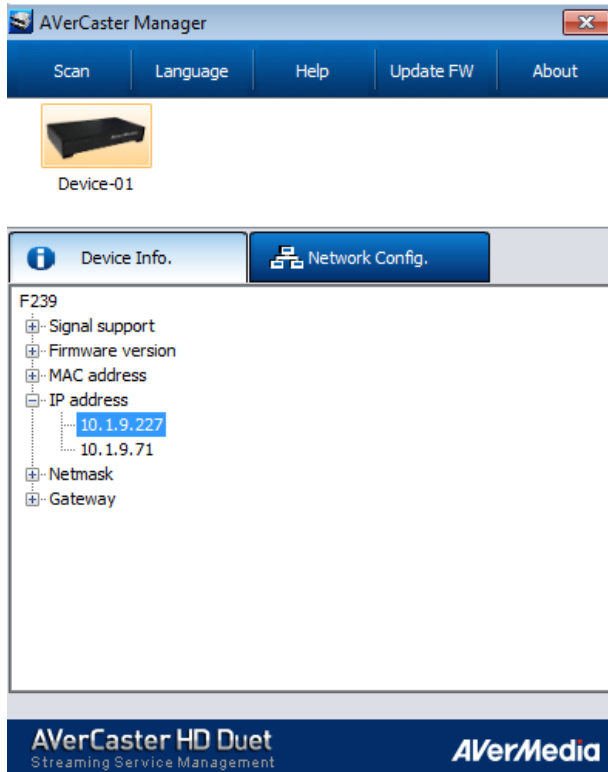 AVerCaster Manager
Scan Language Help Update FW About
Device-01
Device Info. Network Config.
F239
Signal support
Firmware version
MAC address
IP address
10.1.9.227
10.1.9.71
Netmask
Gateway
AVerCaster HD Duet
Streaming Service Management
AVerMedia